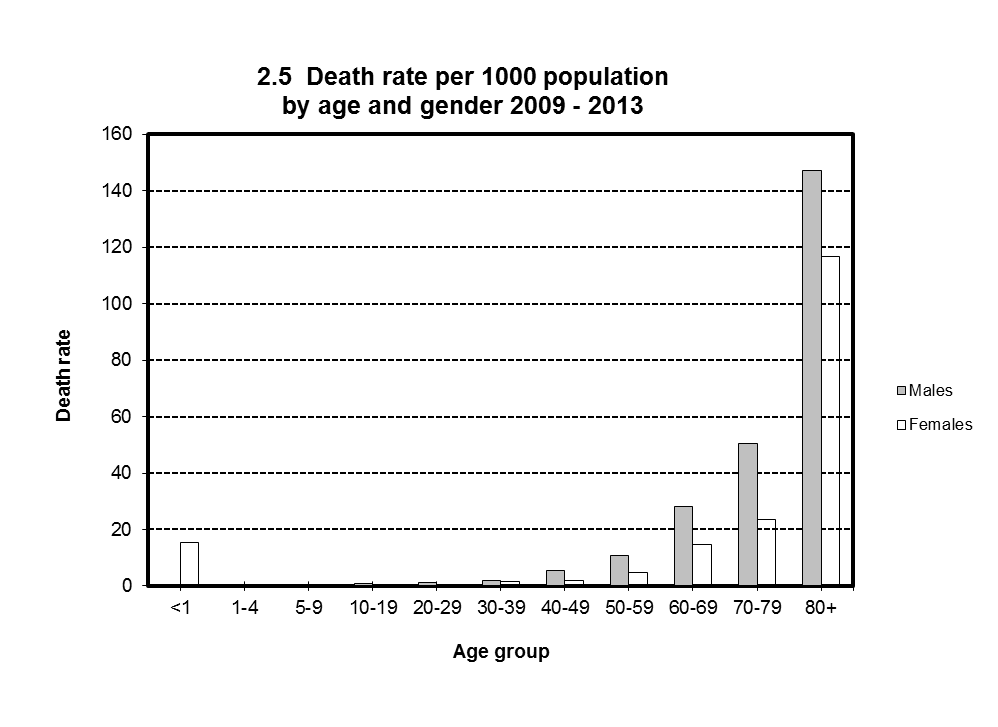 2.5  Death rate per 1000 population
by age and gender 2009 - 2013
160
140
120
100
80
60
40
20
0
Death rate
<1 1-4 5-9 10-19 20-29 30-39 40-49 50-59 60-69 70-79 80+
Age group
Males
Females